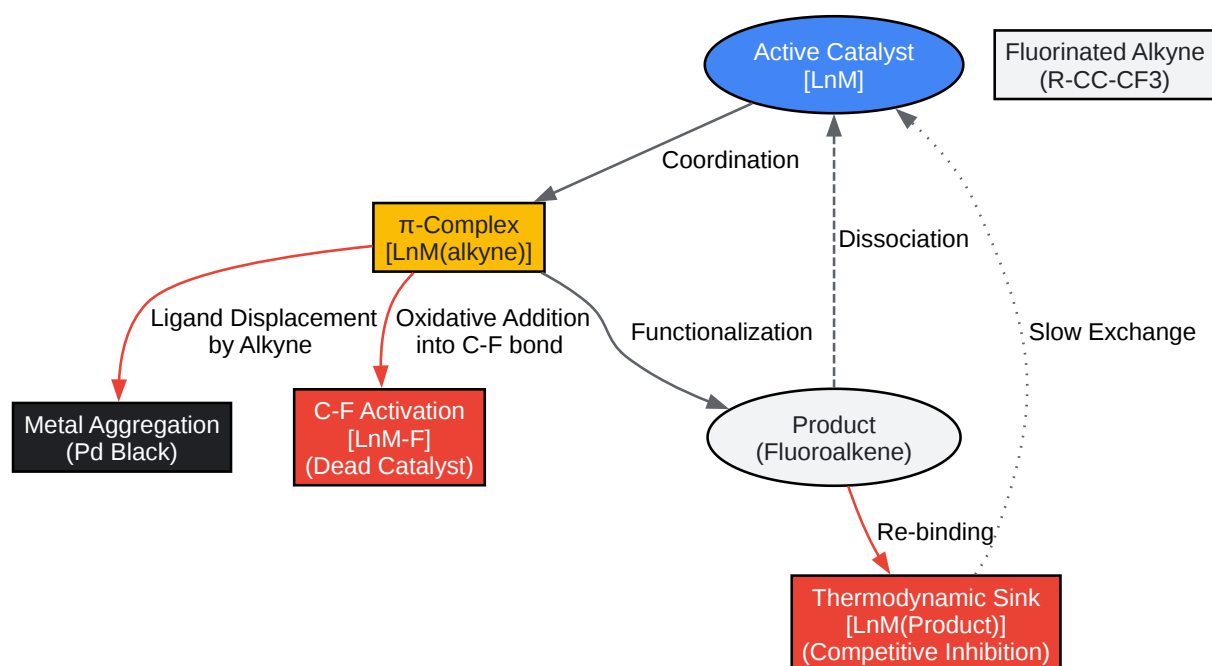 Active Catalyst
[LnM]
Fluorinated Alkyne
(R-CC-CF3)
Coordination
π-Complex
[LnM(alkyne)]
Dissociation
Ligand Displacement
by Alkyne
Oxidative Addition
into C-F bond
Functionalization
Slow Exchange
Metal Aggregation
(Pd Black)
C-F Activation
[LnM-F]
(Dead Catalyst)
Product
(Fluoroalkene)
Re-binding
Thermodynamic Sink
[LnM(Product)]
(Competitive Inhibition)